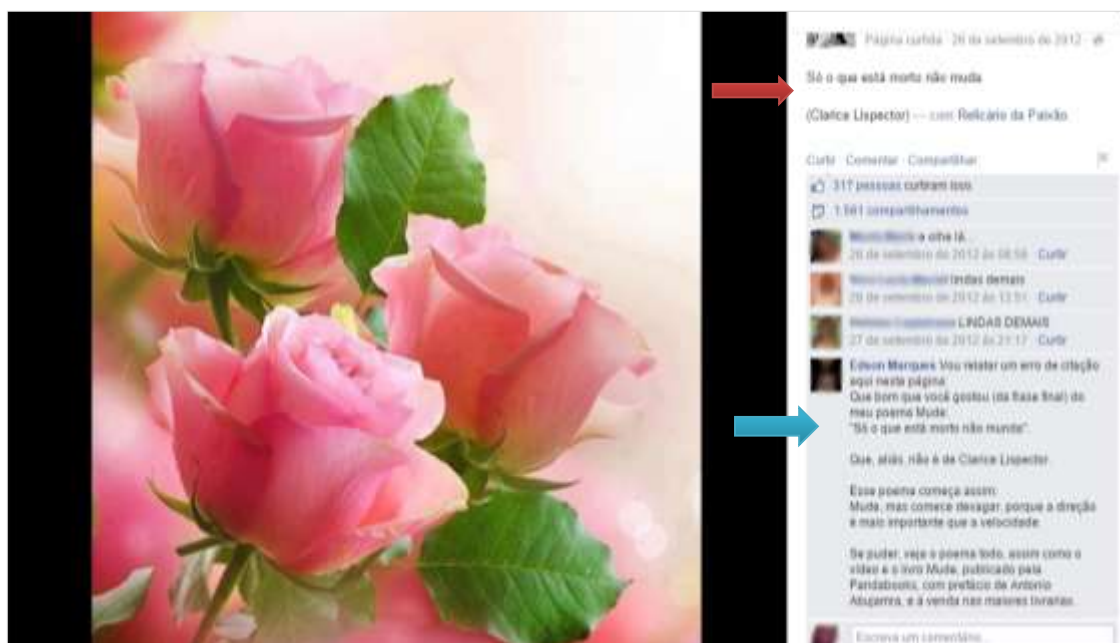 Página curtida · 26 de setembro de 2012 ·
Só o que está morto não muda
(Clarice Lispector) — com Relicário da Paixão.
Curtir · Comentar · Compartilhar
317 pessoas curtiram isso.
1.561 compartilhamentos
e olhe lá...
26 de setembro de 2012 às 08:58 · Curtir
lindas demais
26 de setembro de 2012 às 13:51 · Curtir
LINDAS DEMAIS
27 de setembro de 2012 às 21:17 · Curtir
Edson Marques Vou relatar um erro de citação
aqui nesta página:
Que bom que você gostou (da frase final) do
meu poema Mude:
"Só o que está morto não munda".
Que, aliás, não é de Clarice Lispector.
Esse poema começa assim:
Mude, mas comece devagar, porque a direção
é mais importante que a velocidade.
Se puder, veja o poema todo, assim como o
vídeo e o livro Mude, publicado pela
Pandabooks, com prefácio de Antonio
Abujamra, e à venda nas maiores livrarias.
Escreva um comentário...